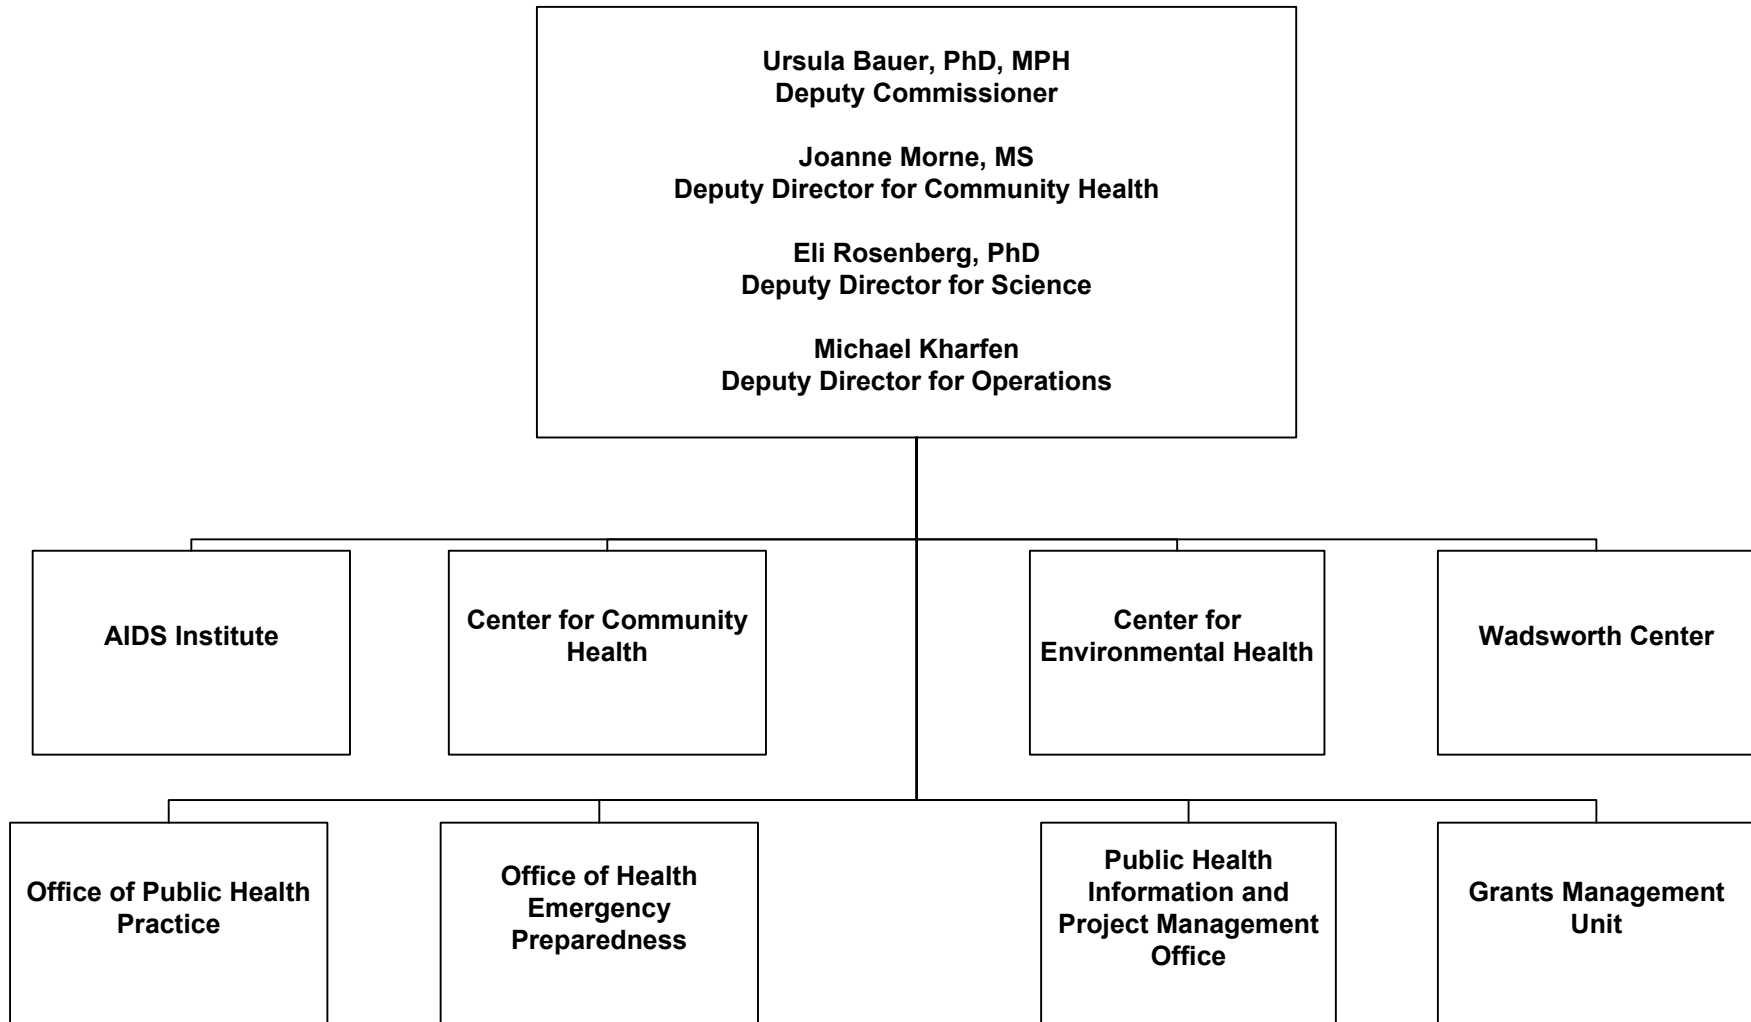 Ursula Bauer, PhD, MPH
Deputy Commissioner
Joanne Morne, MS
Deputy Director for Community Health
Eli Rosenberg, PhD
Deputy Director for Science
Michael Kharfen
Deputy Director for Operations
AIDS Institute
Center for Community
Health
Center for
Environmental Health
Wadsworth Center
Office of Public Health
Practice
Office of Health
Emergency
Preparedness
Public Health
Information and
Project Management
Office
Grants Management
Unit